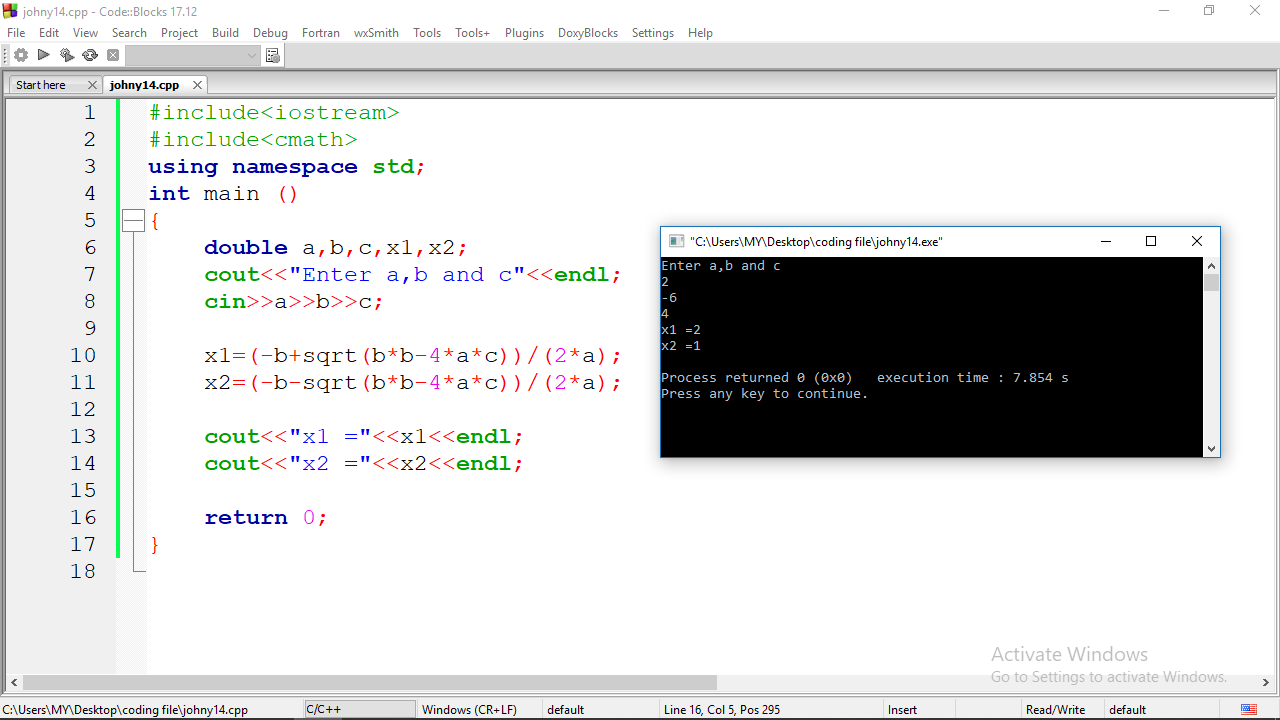 johny14.cpp - Code::Blocks 17.12
File Edit View Search Project Build Debug Fortran wxSmith Tools Tools+ Plugins DoxyBlocks Settings Help
Start here johny14.cpp
1 #include<iostream>
2 #include<cmath>
3 using namespace std;
4 int main ()
5 {
6 double a,b,c,x1,x2;
7 cout<<"Enter a,b and c"<<endl;
8 cin>>a>>b>>c;
9
10 x1=(-b+sqrt(b*b-4*a*c))/(2*a);
11 x2=(-b-sqrt(b*b-4*a*c))/(2*a);
12
13 cout<<"x1 ="<<x1<<endl;
14 cout<<"x2 ="<<x2<<endl;
15
16 return 0;
17 }
18
"C:\Users\MY\Desktop\coding file\johny14.exe"
Enter a,b and c
2
-6
4
x1 =2
x2 =1
Process returned 0 (0x0)   execution time : 7.854 s
Press any key to continue.
Activate Windows
Go to Settings to activate Windows.
C:\Users\MY\Desktop\coding file\johny14.cpp C/C++ Windows (CR+LF) default Line 16, Col 5, Pos 295 Insert Read/Write default